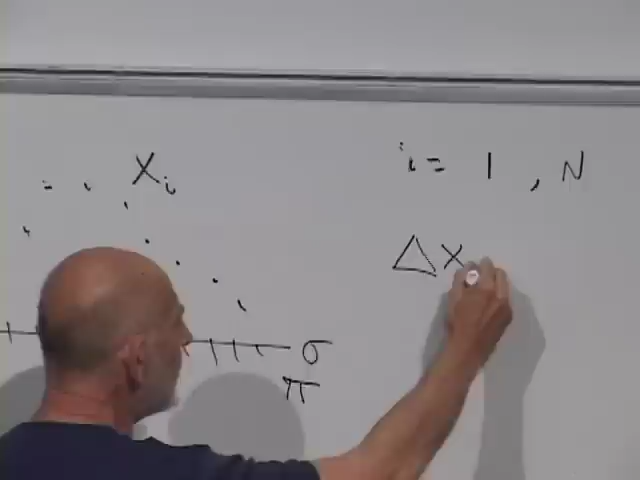 X_i
i = 1 , N
Δ X
σ
π